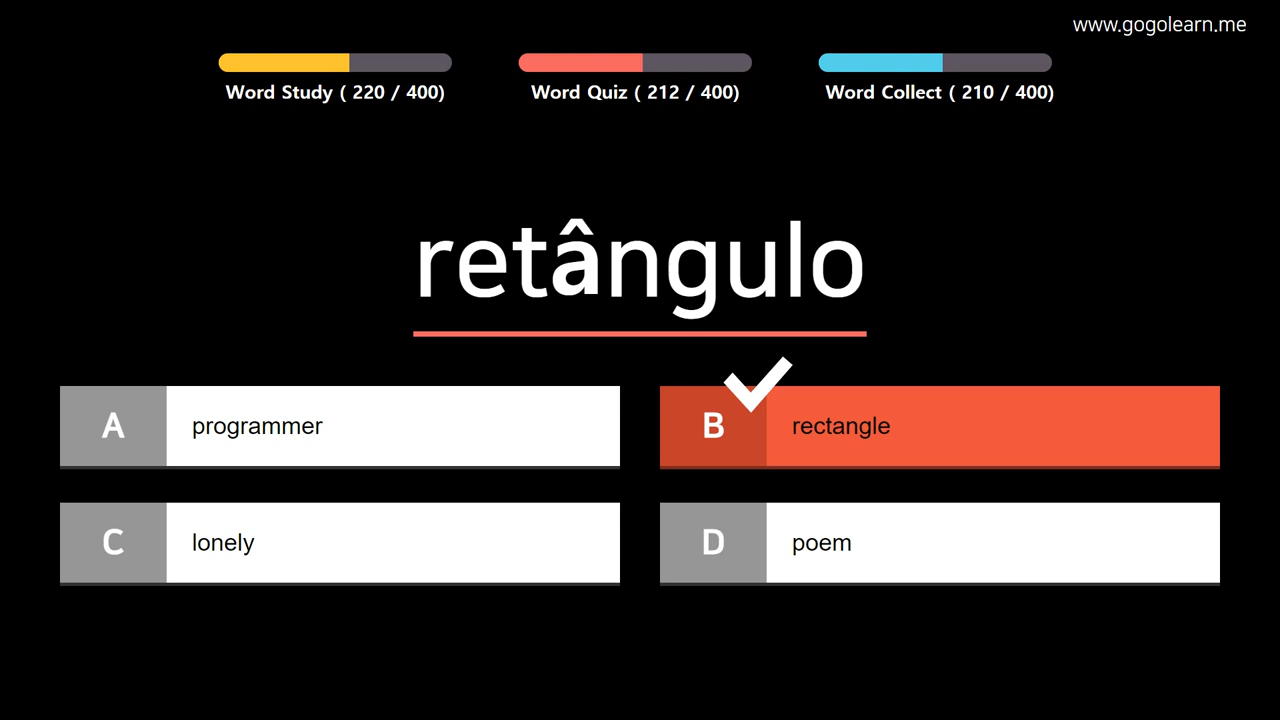 www.gogolearn.me
Word Study ( 220 / 400)
Word Quiz ( 212 / 400)
Word Collect ( 210 / 400)
retângulo
A programmer
B rectangle
C lonely
D poem